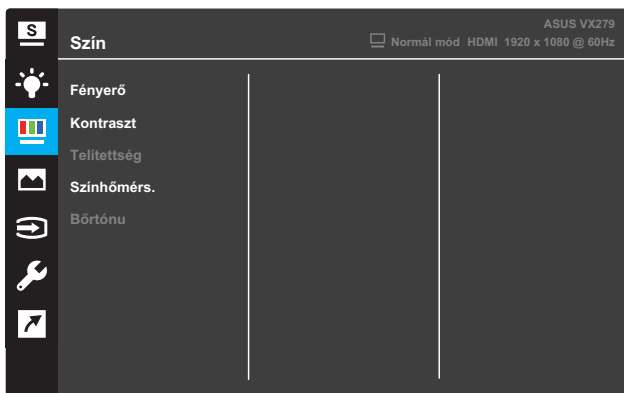 S
ASUS VX279
Szín
Normál mód HDMI 1920 x 1080 @ 60Hz
Fényerő
Kontraszt
Telítettség
Színhőmérs.
Bőrtónu